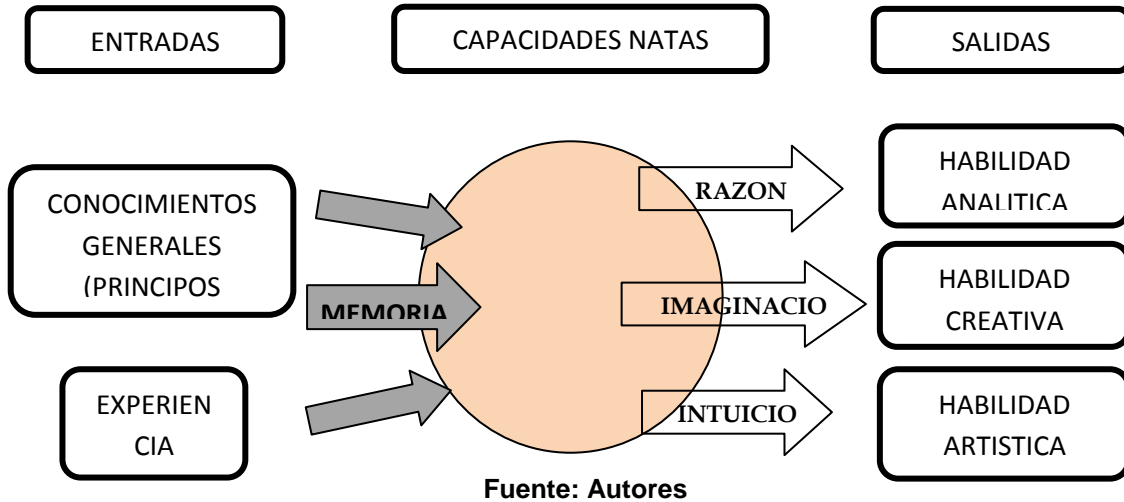 ENTRADAS
CAPACIDADES NATAS
SALIDAS
CONOCIMIENTOS
GENERALES
(PRINCIPOS
EXPERIEN
CIA
MEMORIA
RAZON
IMAGINACIO
INTUICIO
HABILIDAD
ANALITICA
HABILIDAD
CREATIVA
HABILIDAD
ARTISTICA
Fuente: Autores